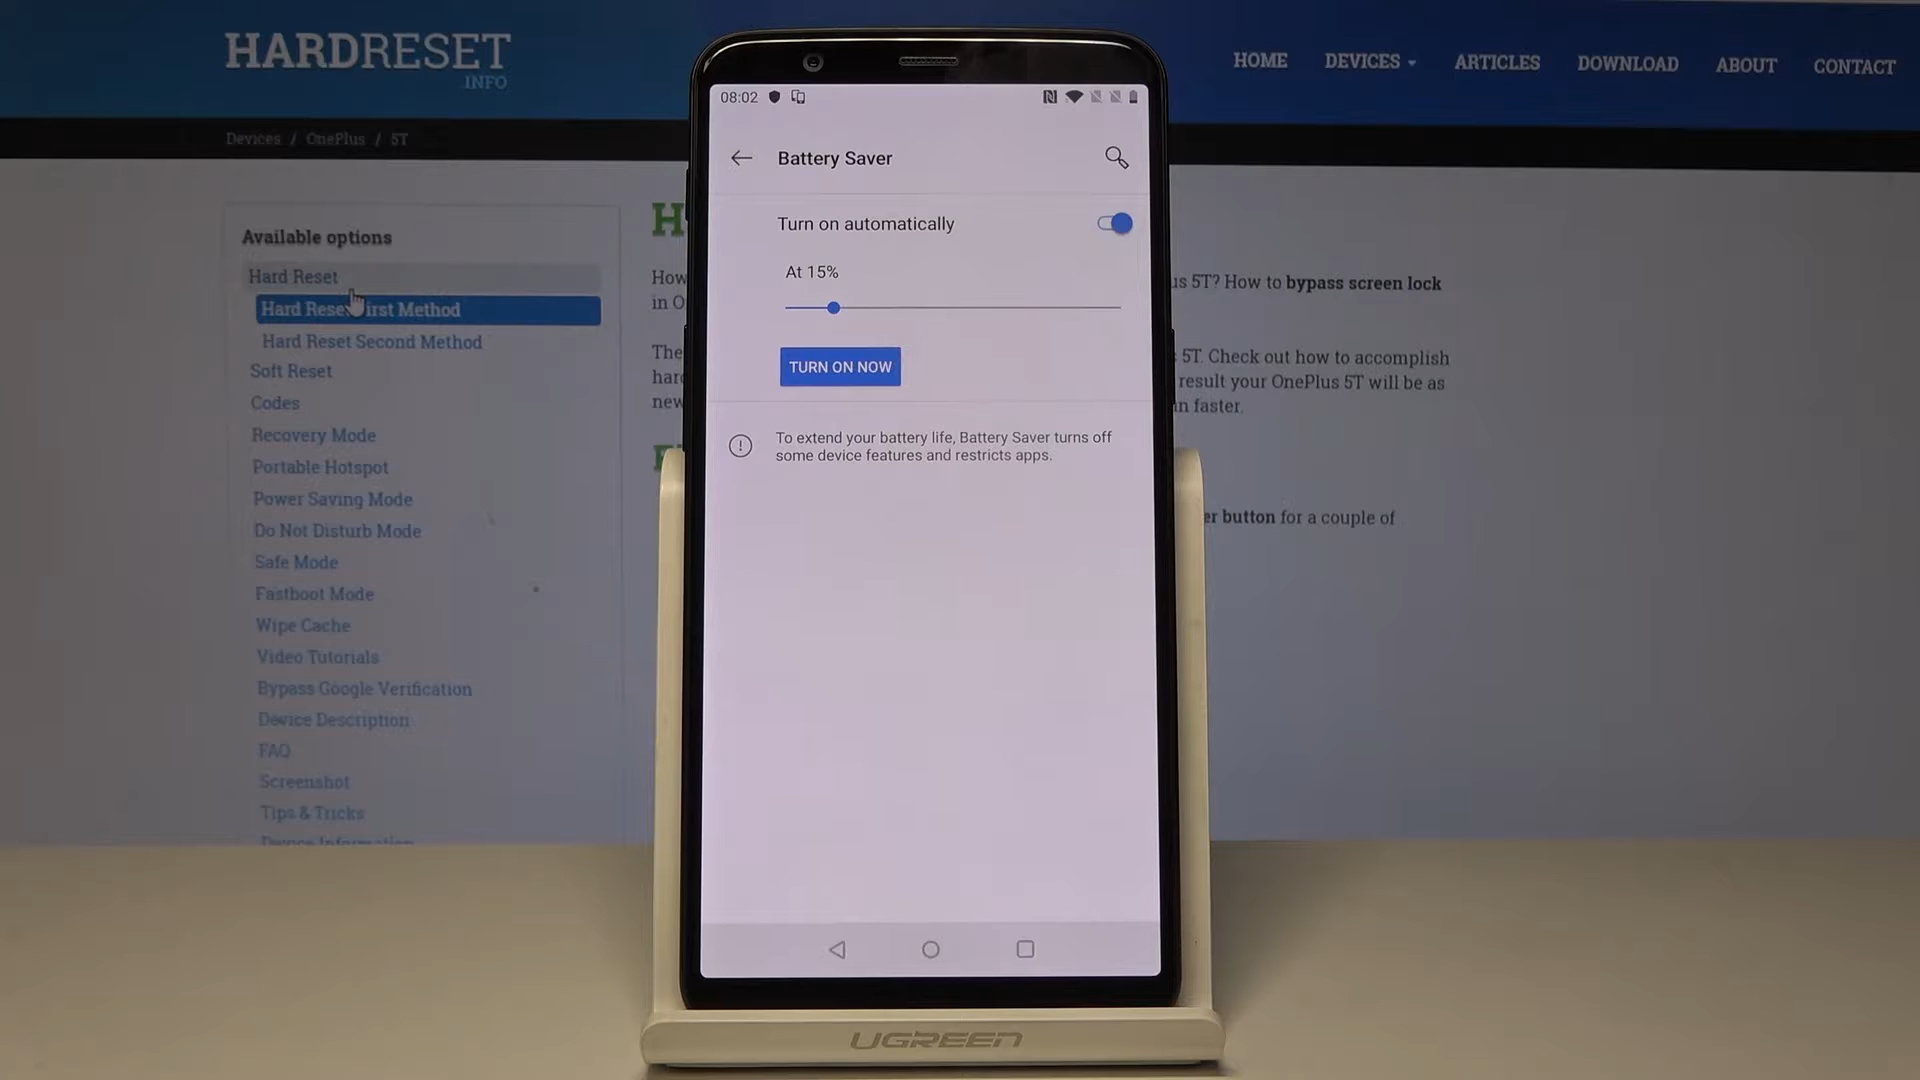 HARDRESET
.INFO
HOME DEVICES ARTICLES DOWNLOAD ABOUT CONTACT
Devices / OnePlus / 5T
Available options
Hard Reset
Hard Reset First Method
Hard Reset Second Method
Soft Reset
Codes
Recovery Mode
Portable Hotspot
Power Saving Mode
Do Not Disturb Mode
Safe Mode
Fastboot Mode
Wipe Cache
Video Tutorials
Bypass Google Verification
Device Description
FAQ
Screenshot
Tips & Tricks
Device Information
08:02
Battery Saver
Turn on automatically
At 15%
TURN ON NOW
To extend your battery life, Battery Saver turns off
some device features and restricts apps.
5T? How to bypass screen lock
5T. Check out how to accomplish
result your OnePlus 5T will be as
faster.
button for a couple of
UGREEN